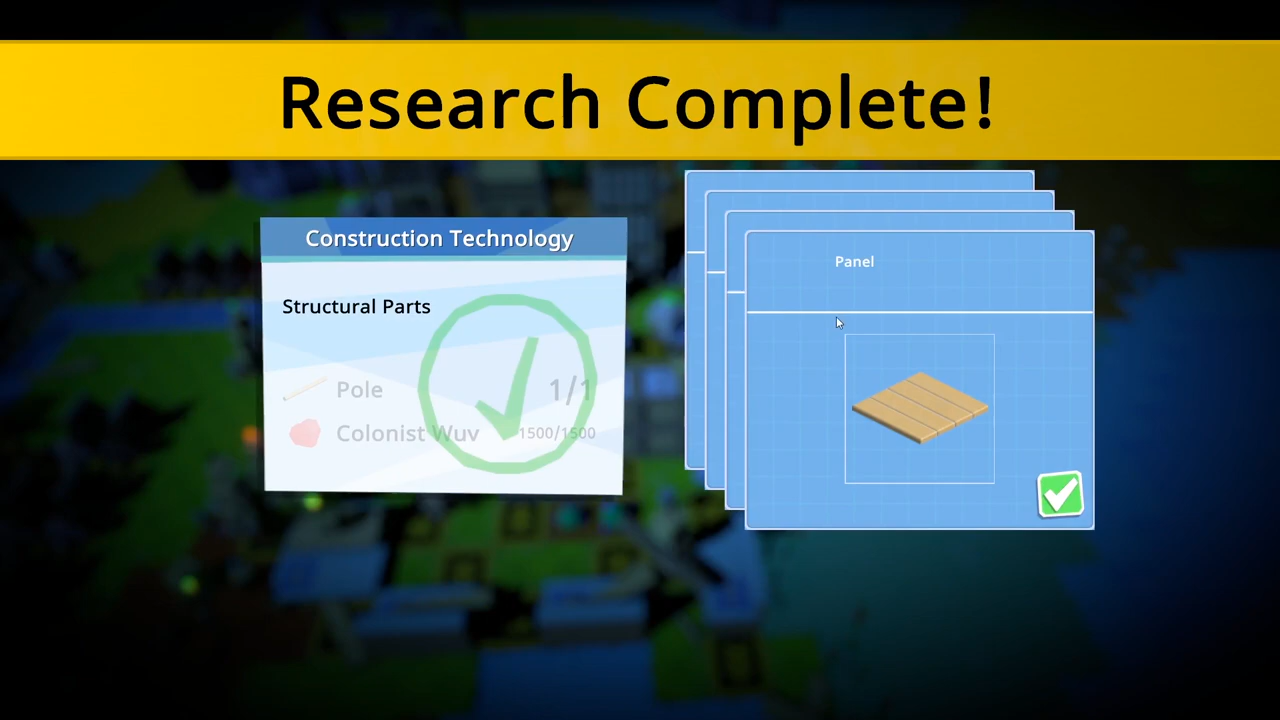 Research Complete!
Construction Technology
Structural Parts
Pole 1/1
Colonist Wuv 1500/1500
Panel